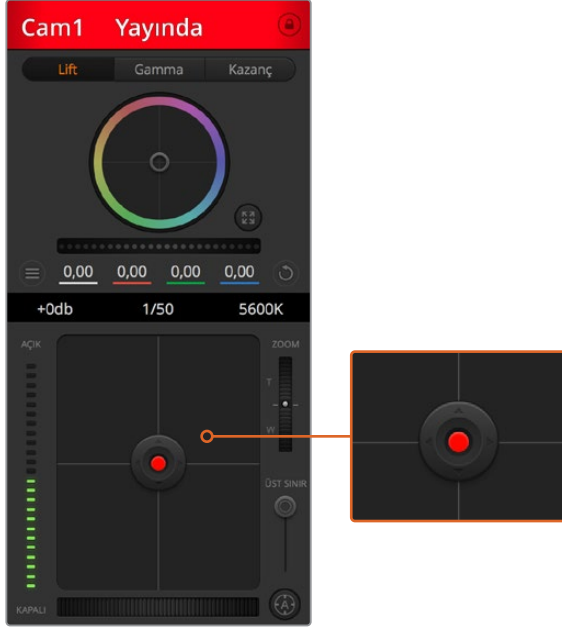 Cam1 Yayında
Lift Gamma Kazanç
0,00 0,00 0,00 0,00
+0db 1/50 5600K
AÇIK ZOOM
T
W
ÜST SINIR
KAPALI A